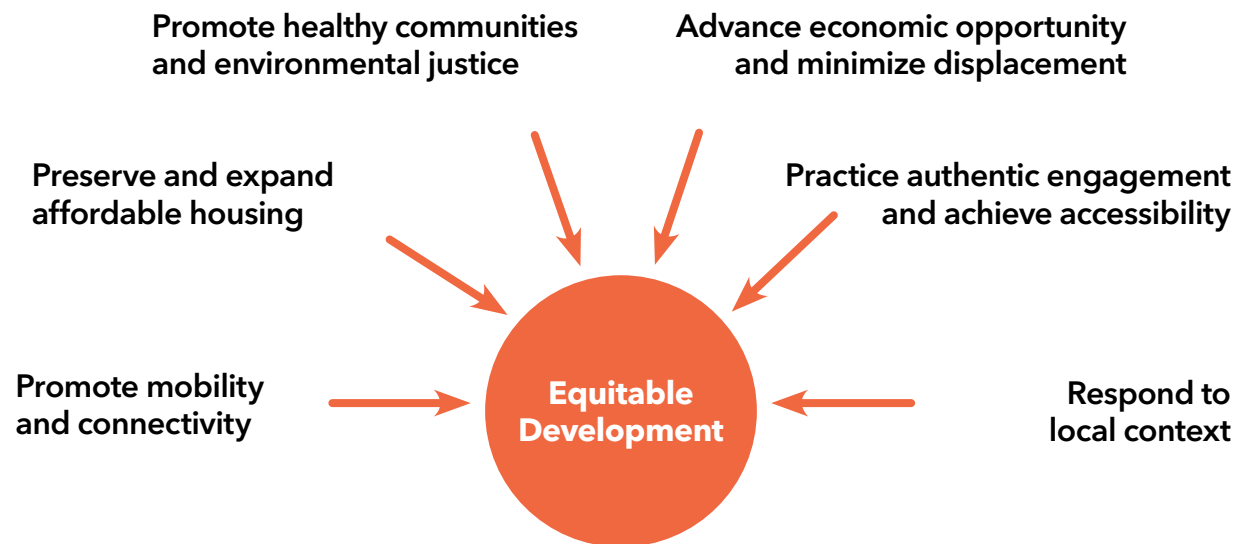 Promote healthy communities
and environmental justice
Advance economic opportunity
and minimize displacement
Preserve and expand
affordable housing
Practice authentic engagement
and achieve accessibility
Promote mobility
and connectivity
Equitable
Development
Respond to
local context